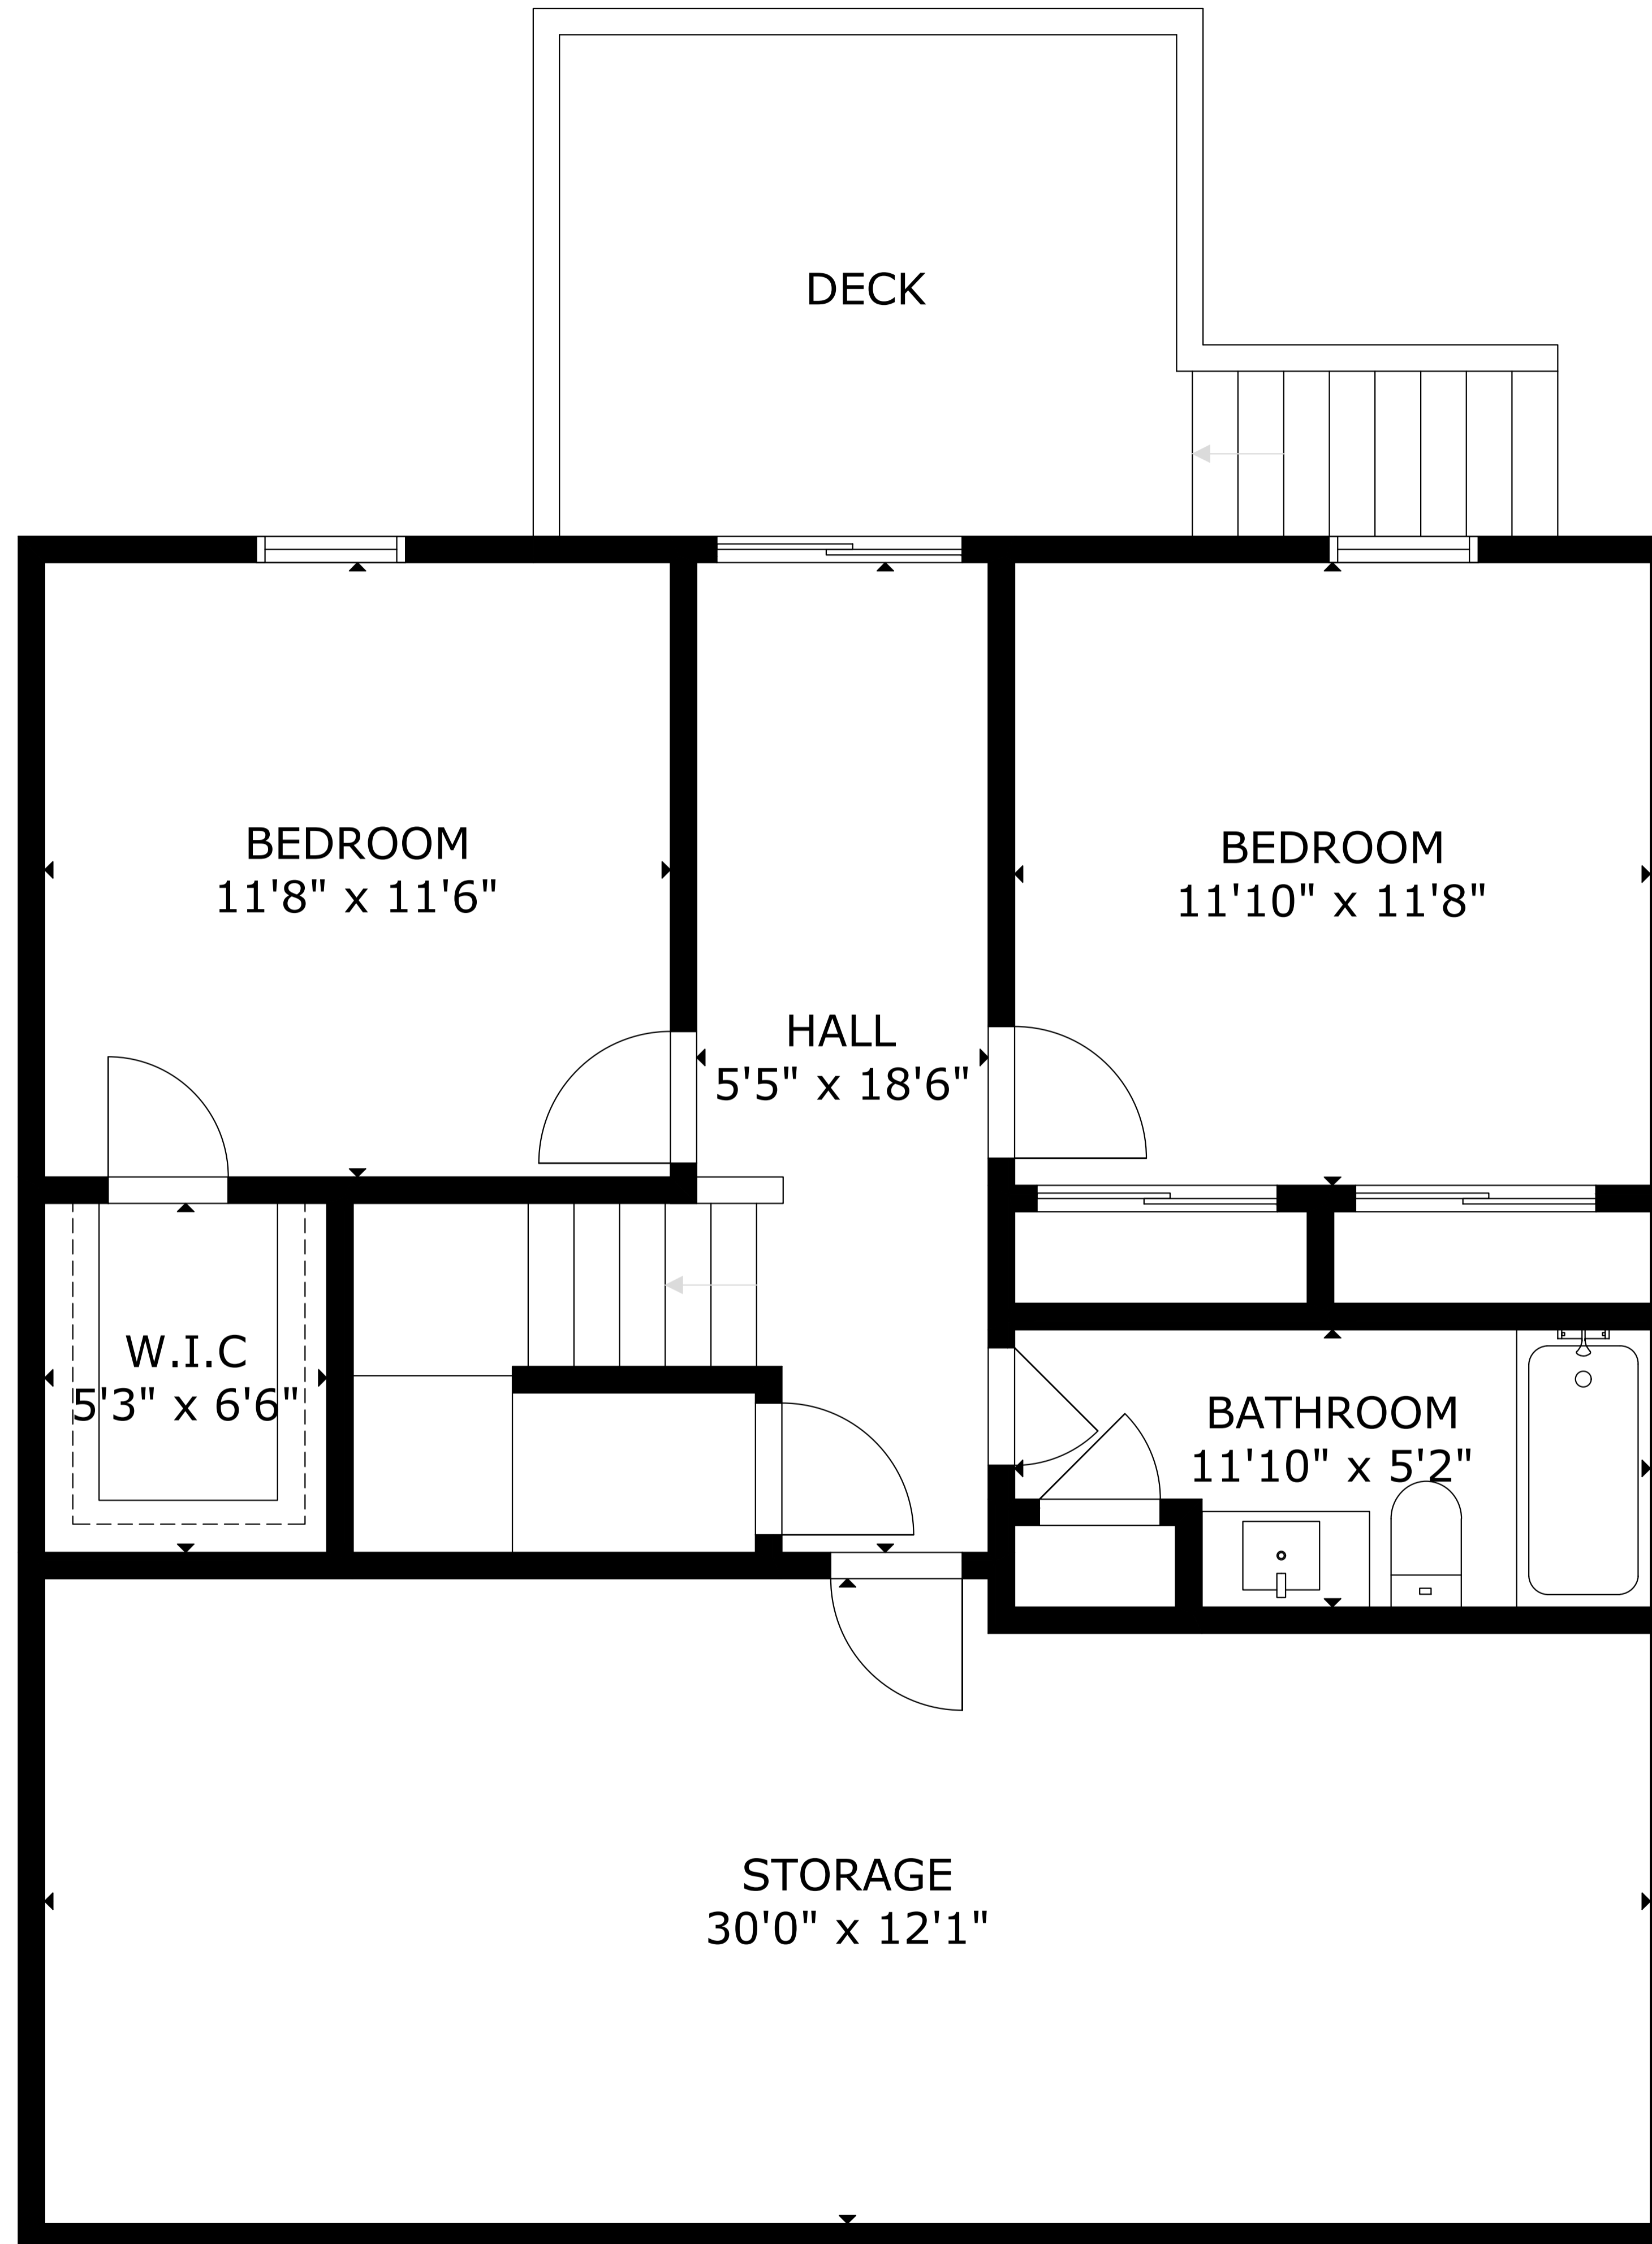 DECK
BEDROOM
11'8" x 11'6"
BEDROOM
11'10" x 11'8"
HALL
5'5" x 18'6"
W.I.C
5'3" x 6'6"
BATHROOM
11'10" x 5'2"
STORAGE
30'0" x 12'1"